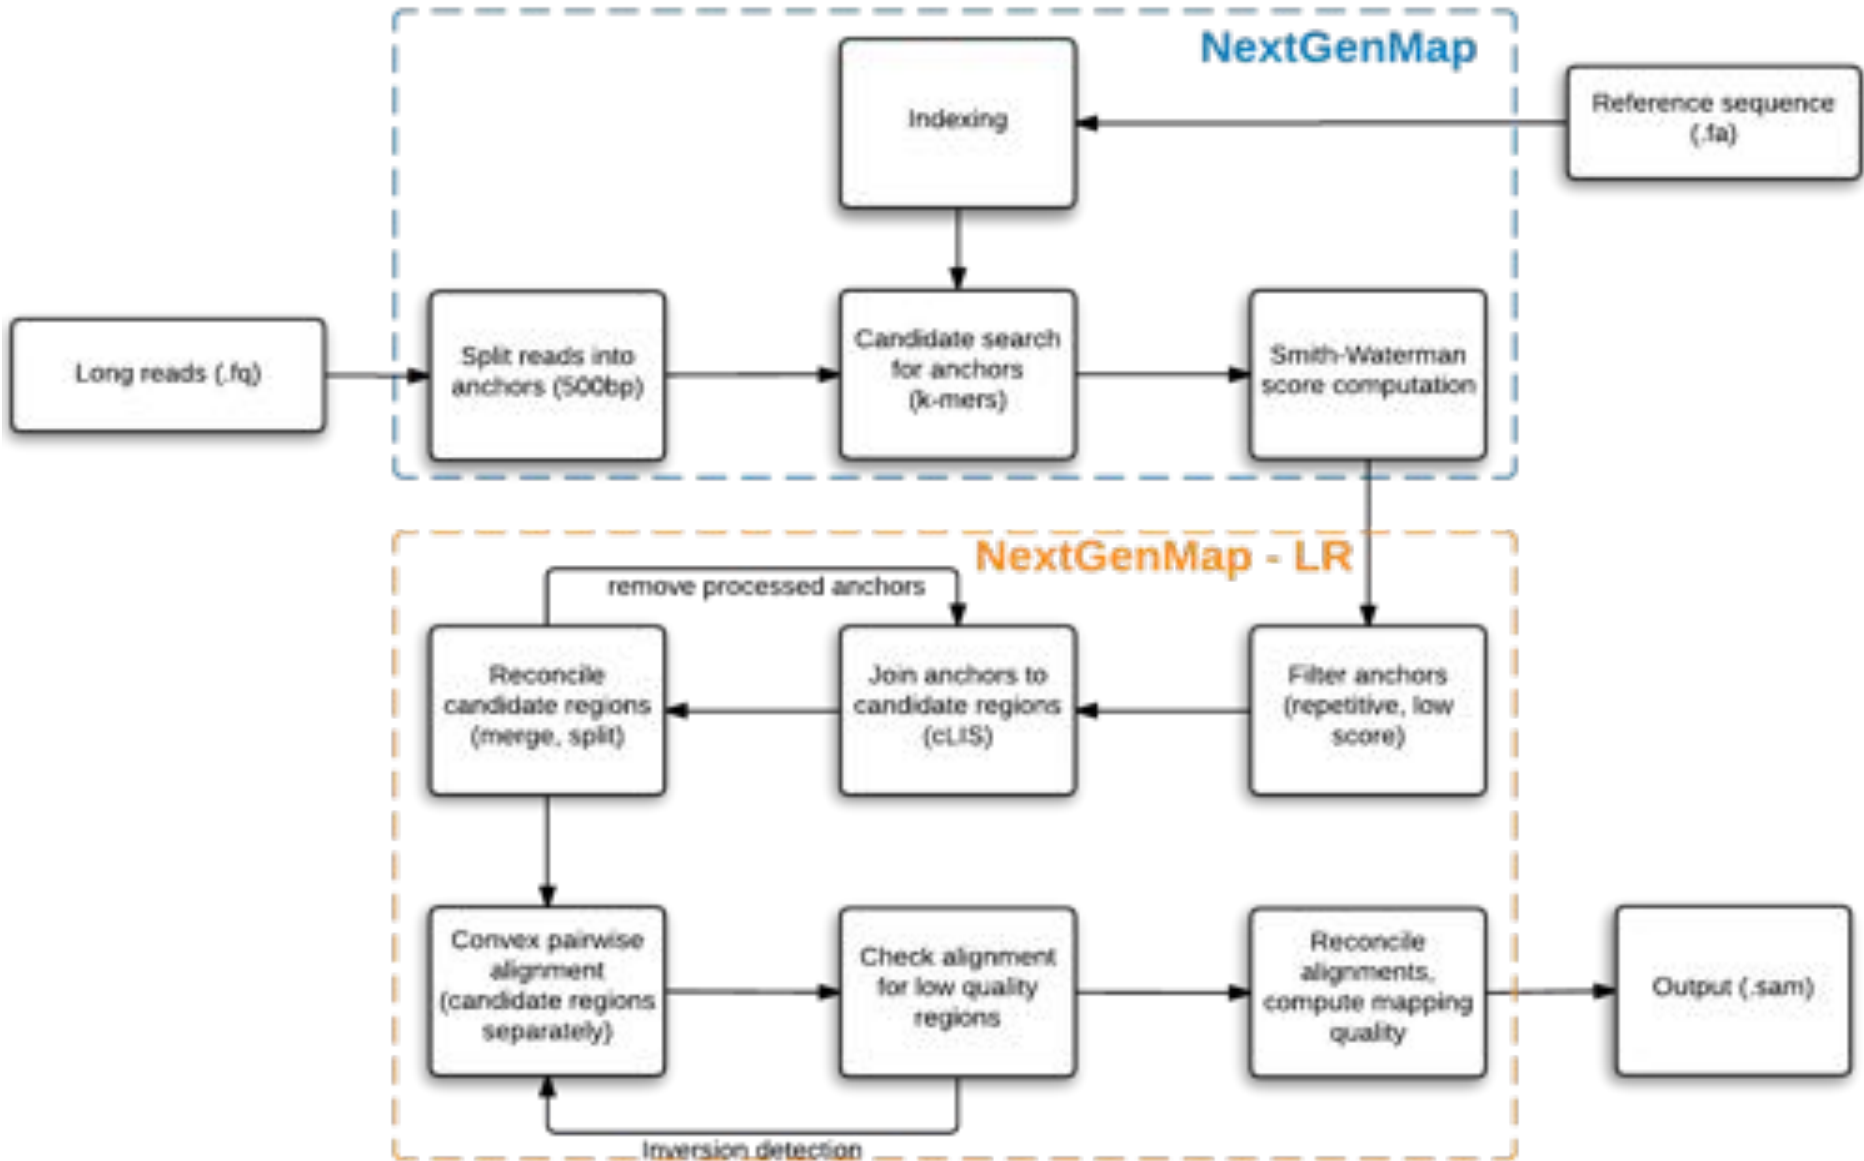 NextGenMap
Indexing
Reference sequence
(.fa)
Long reads (.fq)
Split reads into
anchors (500bp)
Candidate search
for anchors
(k-mers)
Smith-Waterman
score computation
NextGenMap - LR
remove processed anchors
Reconcile
candidate regions
(merge, split)
Join anchors to
candidate regions
(cLIS)
Filter anchors
(repetitive, low
score)
Convex pairwise
alignment
(candidate regions
separately)
Check alignment
for low quality
regions
Reconcile
alignments,
compute mapping
quality
Output (.sam)
Inversion detection